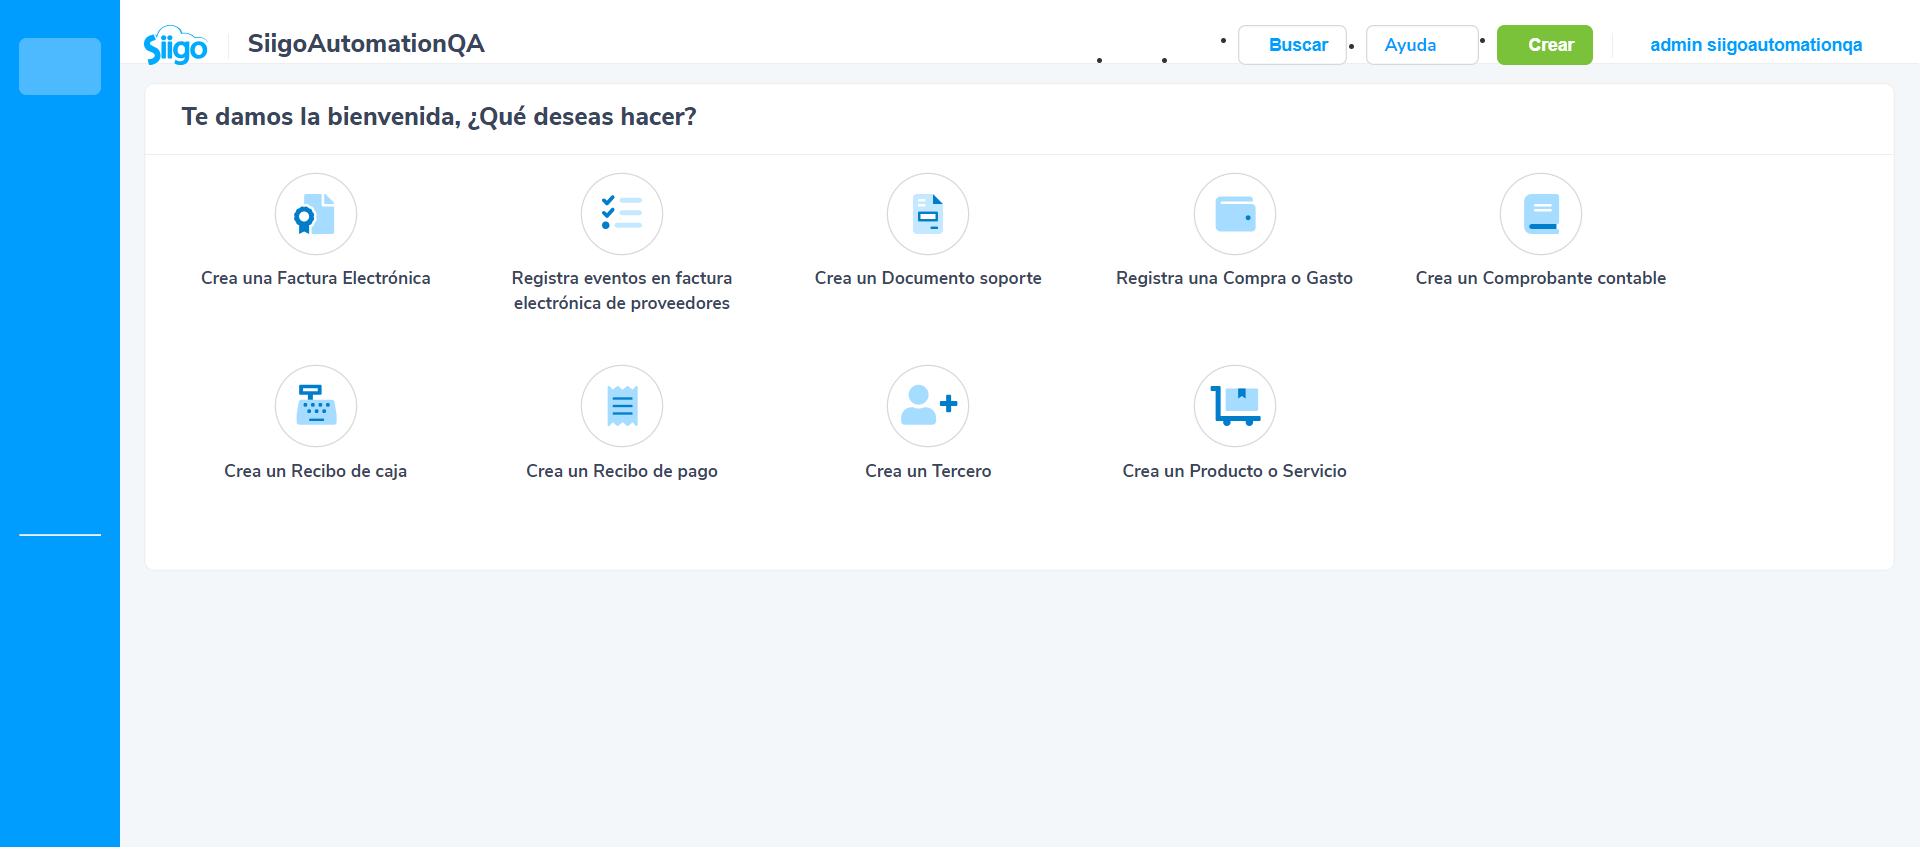 Siigo SiigoAutomationQA Buscar Ayuda Crear admin siigoautomationqa
Te damos la bienvenida, ¿Qué deseas hacer?
Crea una Factura Electrónica
Registra eventos en factura
electrónica de proveedores
Crea un Documento soporte
Registra una Compra o Gasto
Crea un Comprobante contable
Crea un Recibo de caja
Crea un Recibo de pago
Crea un Tercero
Crea un Producto o Servicio